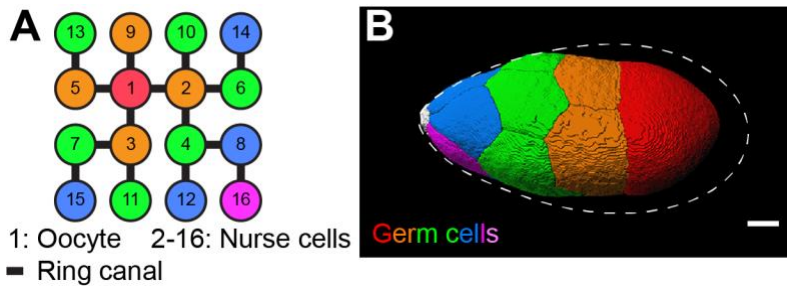 A
13 9 10 14
5 1 2 6
7 3 4 8
15 11 12 16
1: Oocyte 2-16: Nurse cells
Ring canal
B
Germ cells